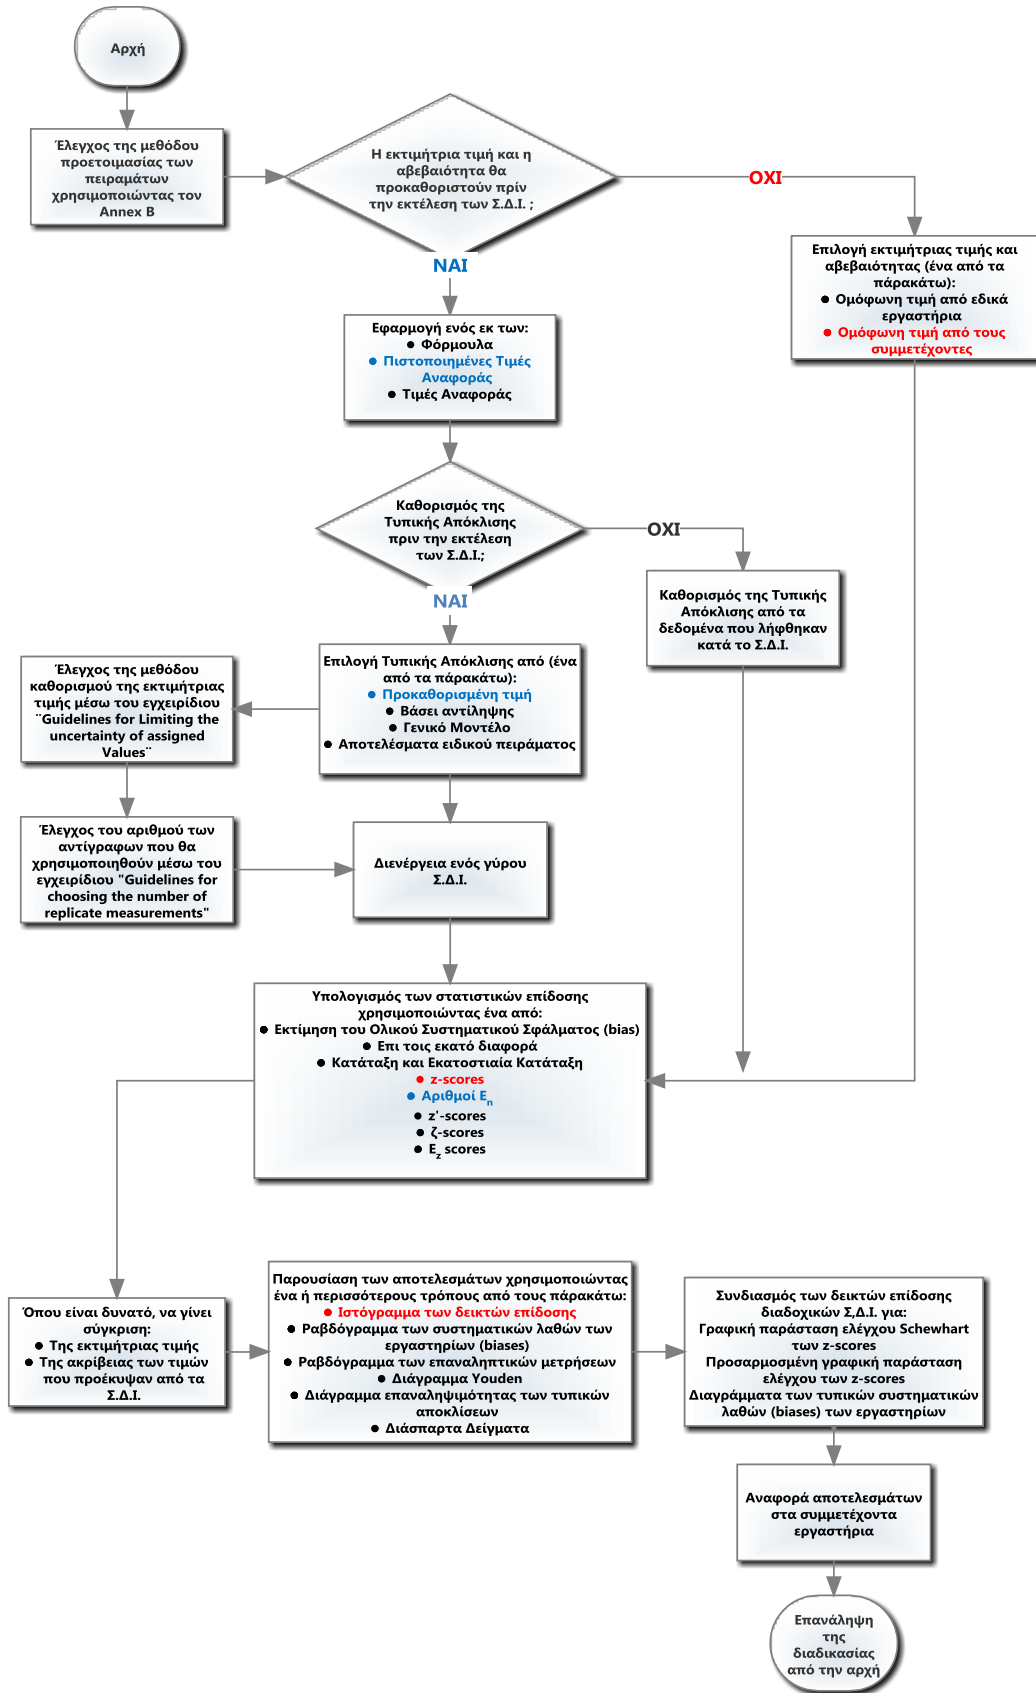 Αρχή
Έλεγχος της μεθόδου
προετοιμασίας των
πειραμάτων
χρησιμοποιώντας τον
Annex B
Η εκτιμήτρια τιμή και η
αβεβαιότητα θα
προκαθοριστούν πρίν
την εκτέλεση των Σ.Δ.Ι. ;
ΟΧΙ
ΝΑΙ
Επιλογή εκτιμήτριας τιμής και
αβεβαιότητας (ένα από τα
πάρακάτω):
● Ομόφωνη τιμή από εδικά
εργαστήρια
● Ομόφωνη τιμή από τους
συμμετέχοντες
Εφαρμογή ενός εκ των:
● Φόρμουλα
● Πιστοποιημένες Τιμές
Αναφοράς
● Τιμές Αναφοράς
Καθορισμός της
Τυπικής Απόκλισης
πριν την εκτέλεση
των Σ.Δ.Ι.;
ΟΧΙ
ΝΑΙ
Καθορισμός της Τυπικής
Απόκλισης από τα
δεδομένα που λήφθηκαν
κατά το Σ.Δ.Ι.
Επιλογή Τυπικής Απόκλισης από (ένα
από τα πάρακάτω):
● Προκαθορισμένη τιμή
● Βάσει αντίληψης
● Γενικό Μοντέλο
● Αποτελέσματα ειδικού πειράματος
Έλεγχος της μεθόδου
καθορισμού της εκτιμήτριας
τιμής μέσω του εγχειρίδιου
¨Guidelines for Limiting the
uncertainty of assigned
Values¨
Έλεγχος του αριθμού των
αντίγραφων που θα
χρησιμοποιηθούν μέσω του
εγχειρίδιου "Guidelines for
choosing the number of
replicate measurements"
Διενέργεια ενός γύρου
Σ.Δ.Ι.
Υπολογισμός των στατιστικών επίδοσης
χρησιμοποιώντας ένα από:
● Εκτίμηση του Ολικού Συστηματικού Σφάλματος (bias)
● Επι τοις εκατό διαφορά
● Κατάταξη και Εκατοστιαία Κατάταξη
● z-scores
● Αριθμοί En
● z'-scores
● ζ-scores
● Ez scores
Όπου είναι δυνατό, να γίνει
σύγκριση:
● Της εκτιμήτριας τιμής
● Της ακρίβειας των τιμών
που προέκυψαν από τα
Σ.Δ.Ι.
Παρουσίαση των αποτελεσμάτων χρησιμοποιώντας
ένα ή περισσότερους τρόπους από τους πάρακάτω:
● Ιστόγραμμα των δεικτών επίδοσης
● Ραβδόγραμμα των συστηματικών λαθών των
εργαστηρίων (biases)
● Ραβδόγραμμα των επαναληπτικών μετρήσεων
● Διάγραμμα Youden
● Διάγραμμα επαναληψιμότητας των τυπικών
αποκλίσεων
● Διάσπαρτα Δείγματα
Συνδιασμός των δεικτών επίδοσης
διαδοχικών Σ,Δ.Ι. για:
Γραφική παράσταση ελέγχου Schewhart
των z-scores
Προσαρμοσμένη γραφική παράσταση
ελέγχου των z-scores
Διαγράμματα των τυπικών συστηματικών
λαθών (biases) των εργαστηρίων
Αναφορά αποτελεσμάτων
στα συμμετέχοντα
εργαστήρια
Επανάληψη
της
διαδικασίας
από την αρχή